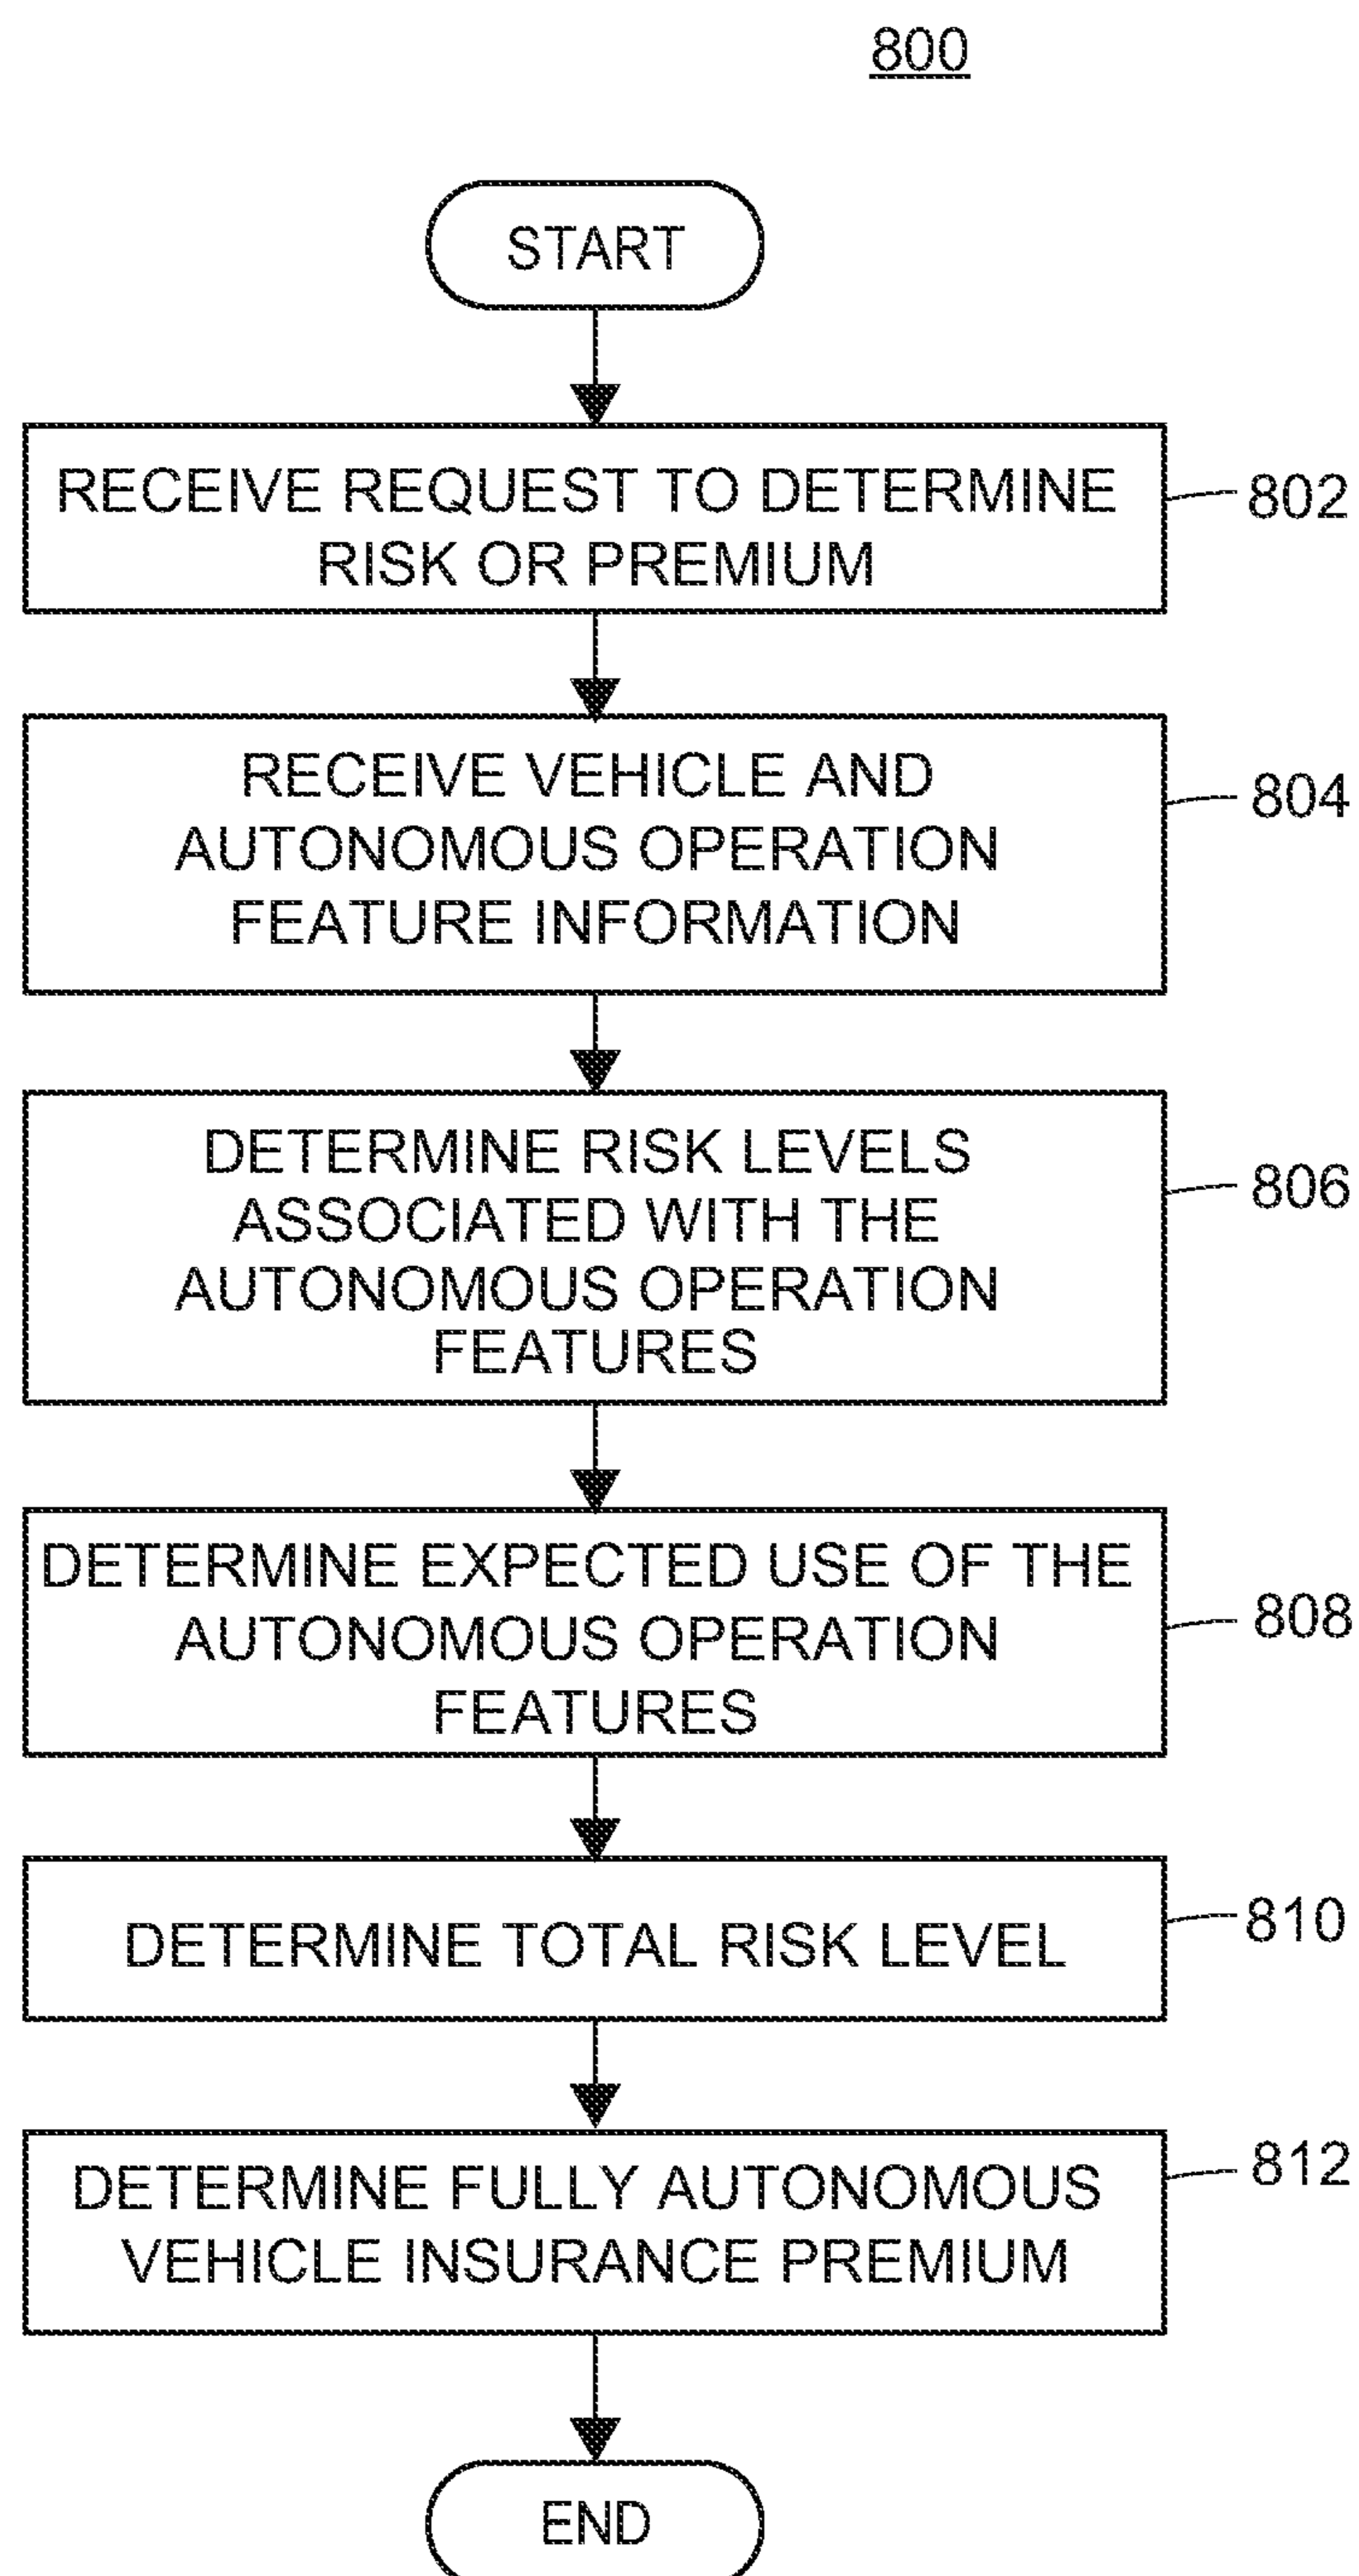 800
START
RECEIVE REQUEST TO DETERMINE
RISK OR PREMIUM
802
RECEIVE VEHICLE AND
AUTONOMOUS OPERATION
FEATURE INFORMATION
804
DETERMINE RISK LEVELS
ASSOCIATED WITH THE
AUTONOMOUS OPERATION
FEATURES
806
DETERMINE EXPECTED USE OF THE
AUTONOMOUS OPERATION
FEATURES
808
DETERMINE TOTAL RISK LEVEL
810
DETERMINE FULLY AUTONOMOUS
VEHICLE INSURANCE PREMIUM
812
END